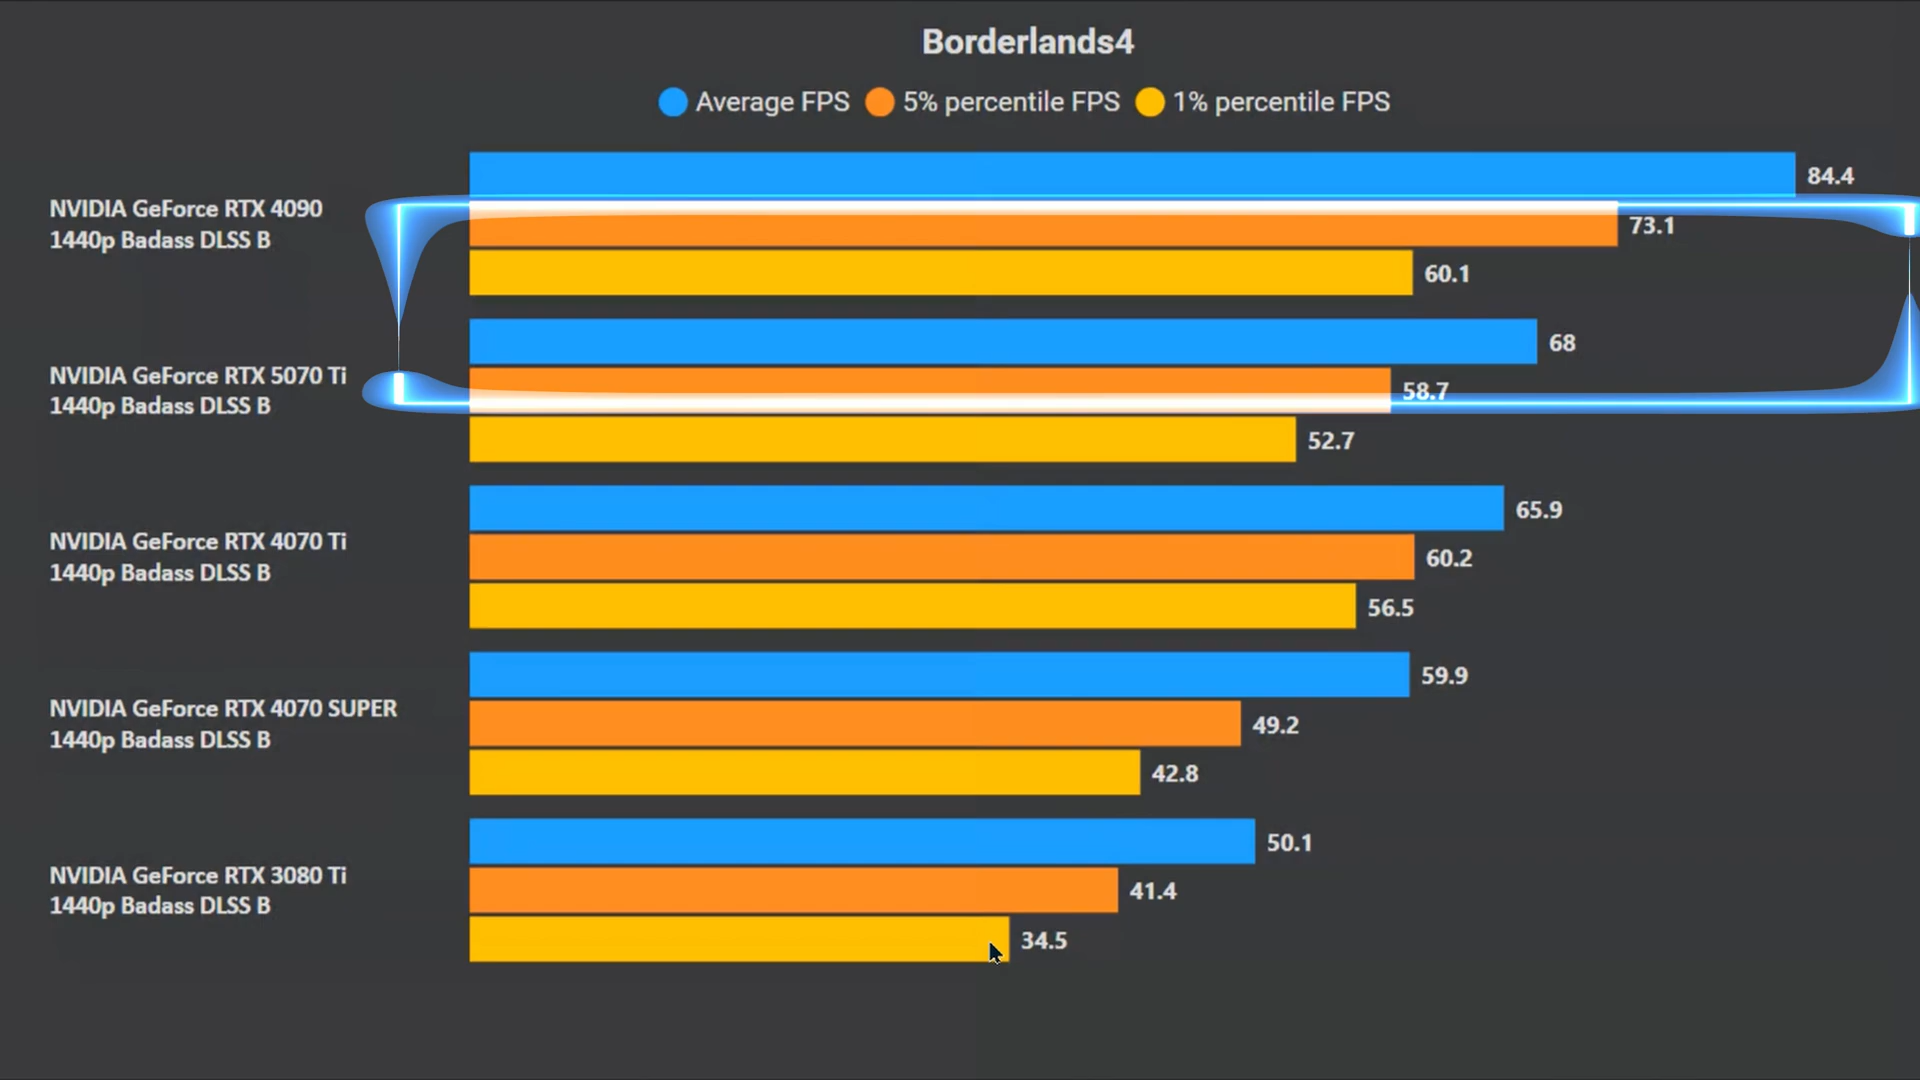 Borderlands4
Average FPS 5% percentile FPS 1% percentile FPS
NVIDIA GeForce RTX 4090
1440p Badass DLSS B
84.4
73.1
60.1
NVIDIA GeForce RTX 5070 Ti
1440p Badass DLSS B
68
58.7
52.7
NVIDIA GeForce RTX 4070 Ti
1440p Badass DLSS B
65.9
60.2
56.5
NVIDIA GeForce RTX 4070 SUPER
1440p Badass DLSS B
59.9
49.2
42.8
NVIDIA GeForce RTX 3080 Ti
1440p Badass DLSS B
50.1
41.4
34.5